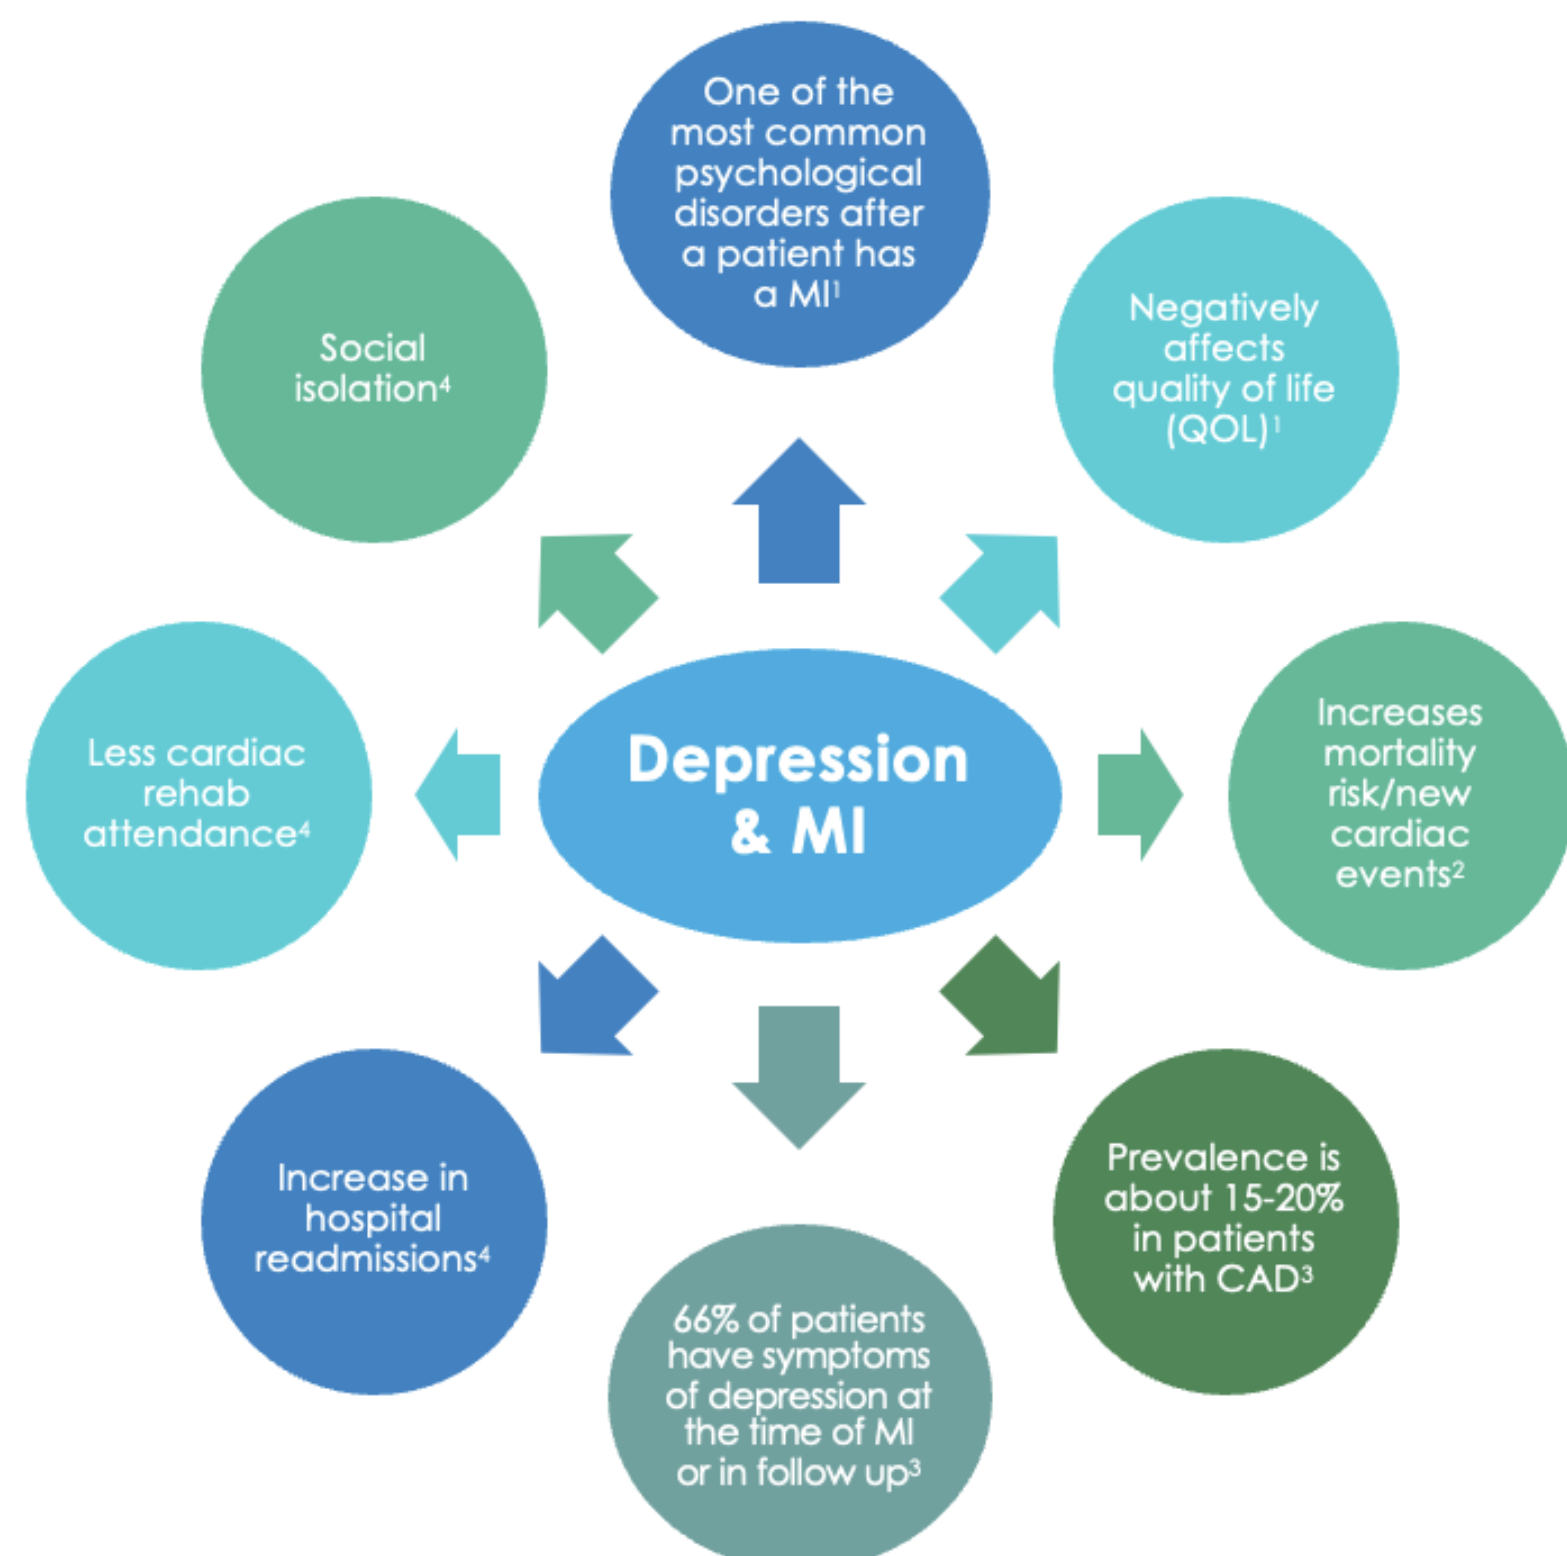 One of the
most common
psychological
disorders after
a patient has
a MI¹
Negatively
affects
quality of life
(QOL)¹
Increases
mortality
risk/new
cardiac
events²
Prevalence is
about 15-20%
in patients
with CAD³
66% of patients
have symptoms
of depression at
the time of MI
or in follow up³
Increase in
hospital
readmissions⁴
Less cardiac
rehab
attendance⁴
Social
isolation⁴
Depression
& MI